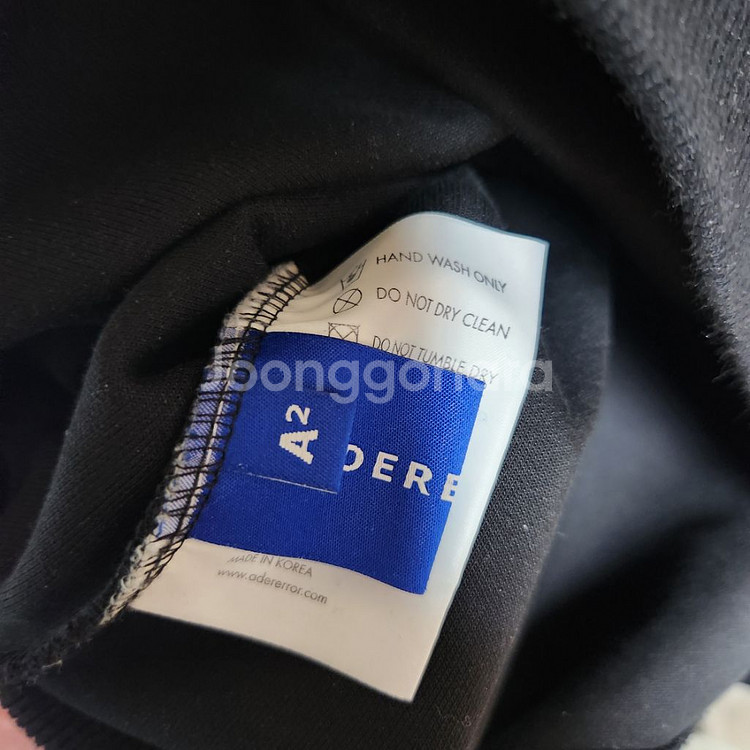 HAND WASH ONLY
DO NOT DRY CLEAN
DO NOT TUMBLE DRY
Joonggonara
A2
DERE
MADE IN KOREA
www.adererror.com